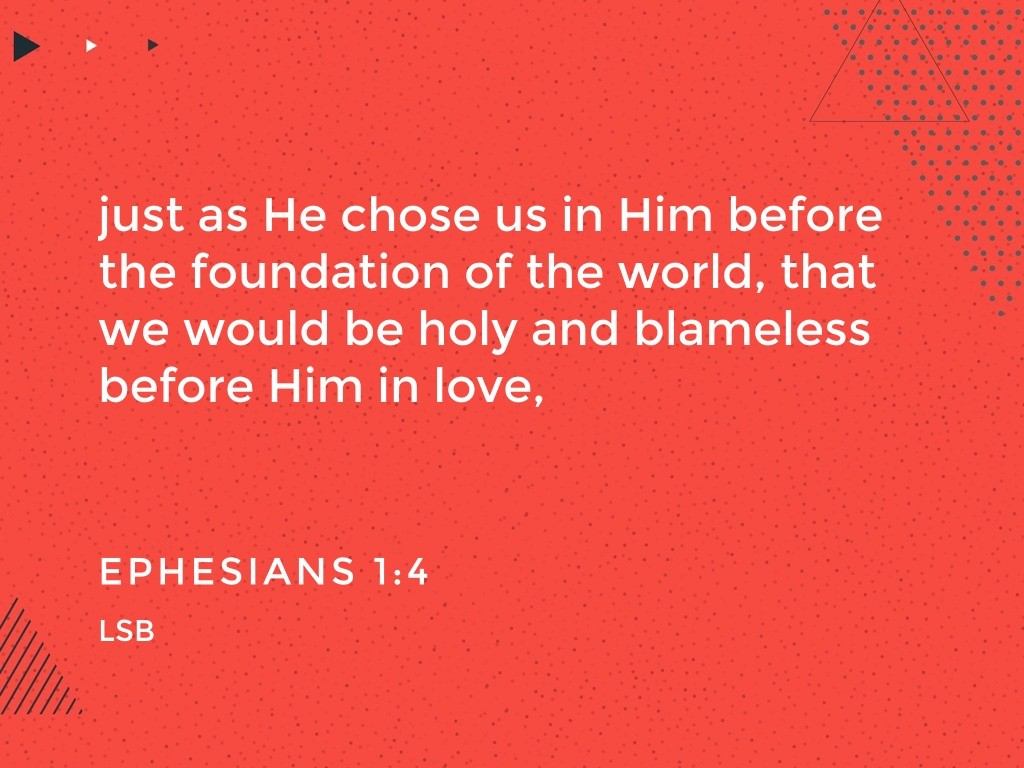 just as He chose us in Him before
the foundation of the world, that
we would be holy and blameless
before Him in love,
EPHESIANS 1:4
LSB